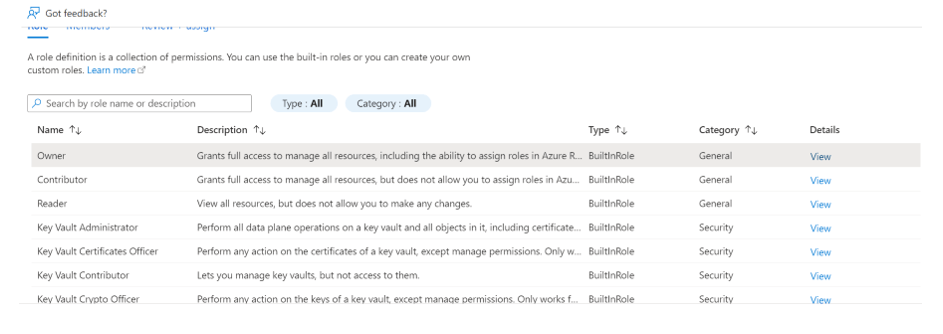 Got feedback?
Role Members Review + assign
A role definition is a collection of permissions. You can use the built-in roles or you can create your own
custom roles. Learn more
Search by role name or description Type : All Category : All
Name ↑↓ Description ↑↓ Type ↑↓ Category ↑↓ Details
Owner Grants full access to manage all resources, including the ability to assign roles in Azure R... BuiltInRole General View
Contributor Grants full access to manage all resources, but does not allow you to assign roles in Azu... BuiltInRole General View
Reader View all resources, but does not allow you to make any changes. BuiltInRole General View
Key Vault Administrator Perform all data plane operations on a key vault and all objects in it, including certificate... BuiltInRole Security View
Key Vault Certificates Officer Perform any action on the certificates of a key vault, except manage permissions. Only w... BuiltInRole Security View
Key Vault Contributor Lets you manage key vaults, but not access to them. BuiltInRole Security View
Key Vault Crypto Officer Perform any action on the keys of a key vault, except manage permissions. Only works f... BuiltInRole Security View